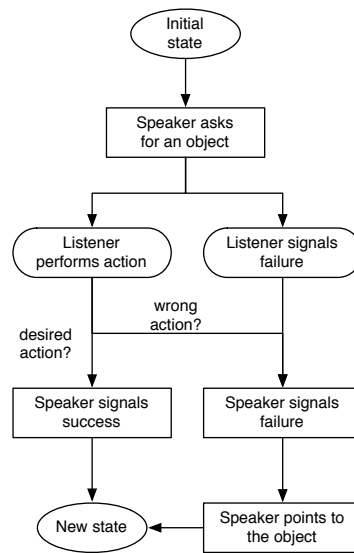 Initial
state
Speaker asks
for an object
Listener
performs action
Listener signals
failure
wrong
action?
desired
action?
Speaker signals
success
Speaker signals
failure
New state
Speaker points to
the object